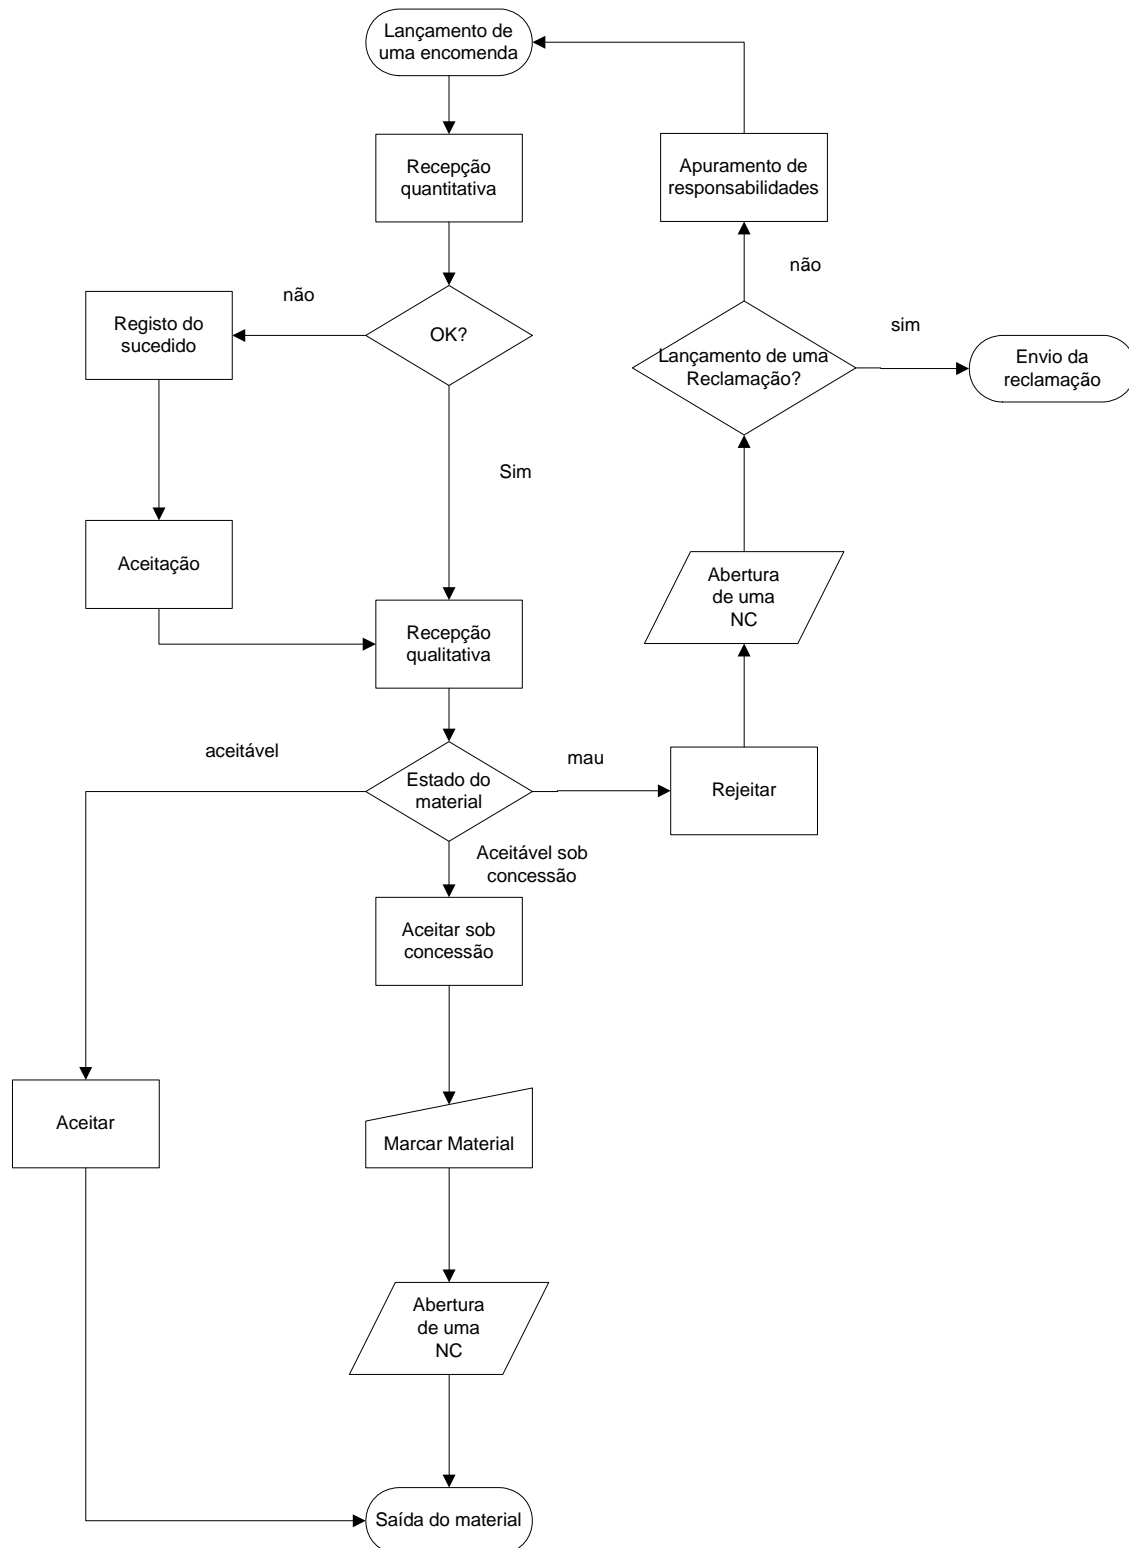 Lançamento de
uma encomenda
Recepção
quantitativa
Apuramento de
responsabilidades
não
não
Registo do
sucedido
OK?
sim
Lançamento de uma
Reclamação?
Envio da
reclamação
Sim
Aceitação
Abertura
de uma
NC
Recepção
qualitativa
aceitável
mau
Estado do
material
Rejeitar
Aceitável sob
concessão
Aceitar sob
concessão
Aceitar
Marcar Material
Abertura
de uma
NC
Saída do material